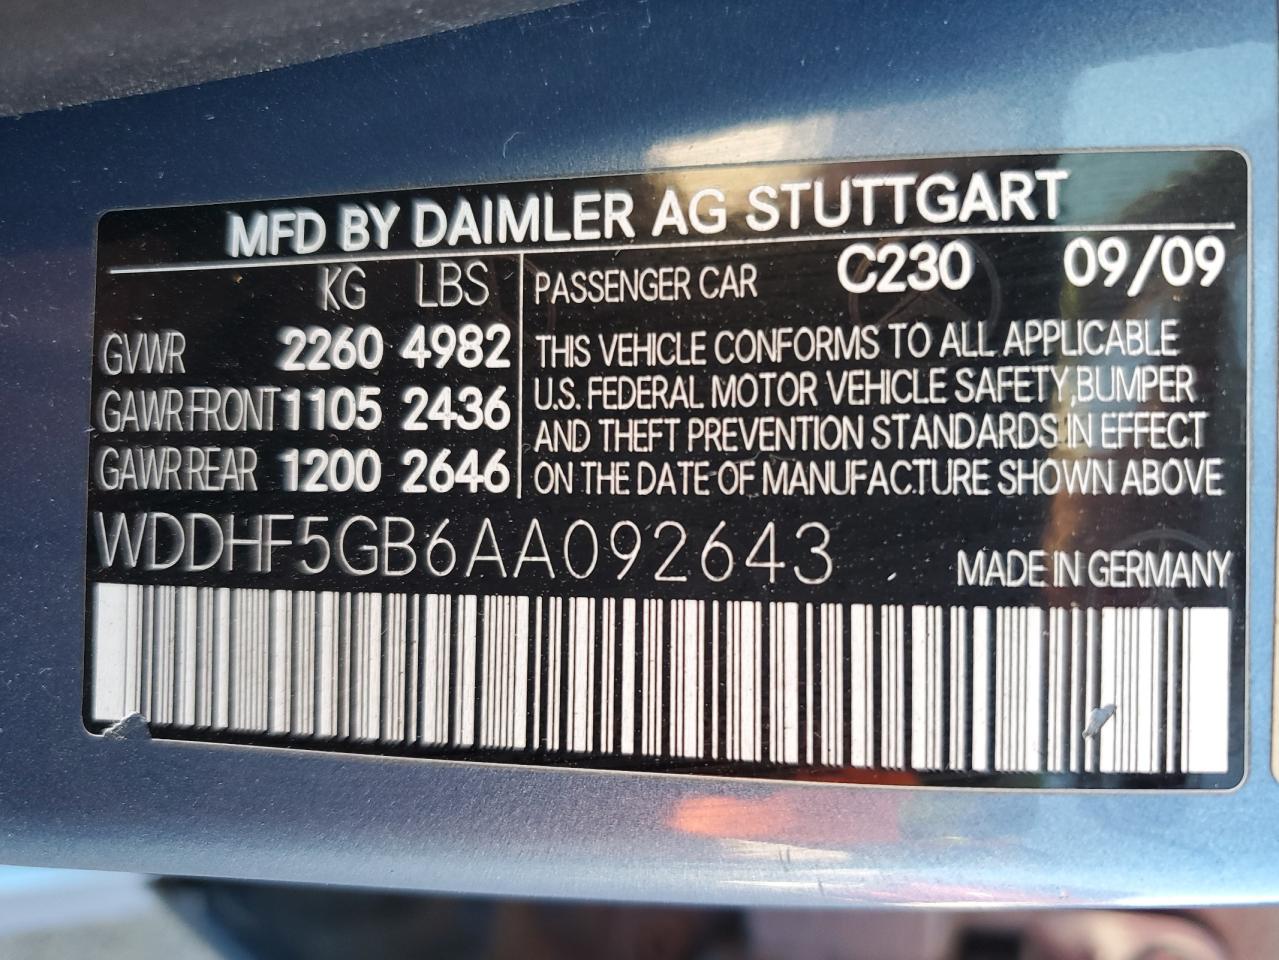 MFD BY DAIMLER AG STUTTGART
KG LBS
GVWR 2260 4982
GAWR FRONT 1105 2436
GAWR REAR 1200 2646
PASSENGER CAR C230 09/09
THIS VEHICLE CONFORMS TO ALL APPLICABLE
U.S. FEDERAL MOTOR VEHICLE SAFETY,BUMPER
AND THEFT PREVENTION STANDARDS IN EFFECT
ON THE DATE OF MANUFACTURE SHOWN ABOVE
WDDHF5GB6AA092643
MADE IN GERMANY